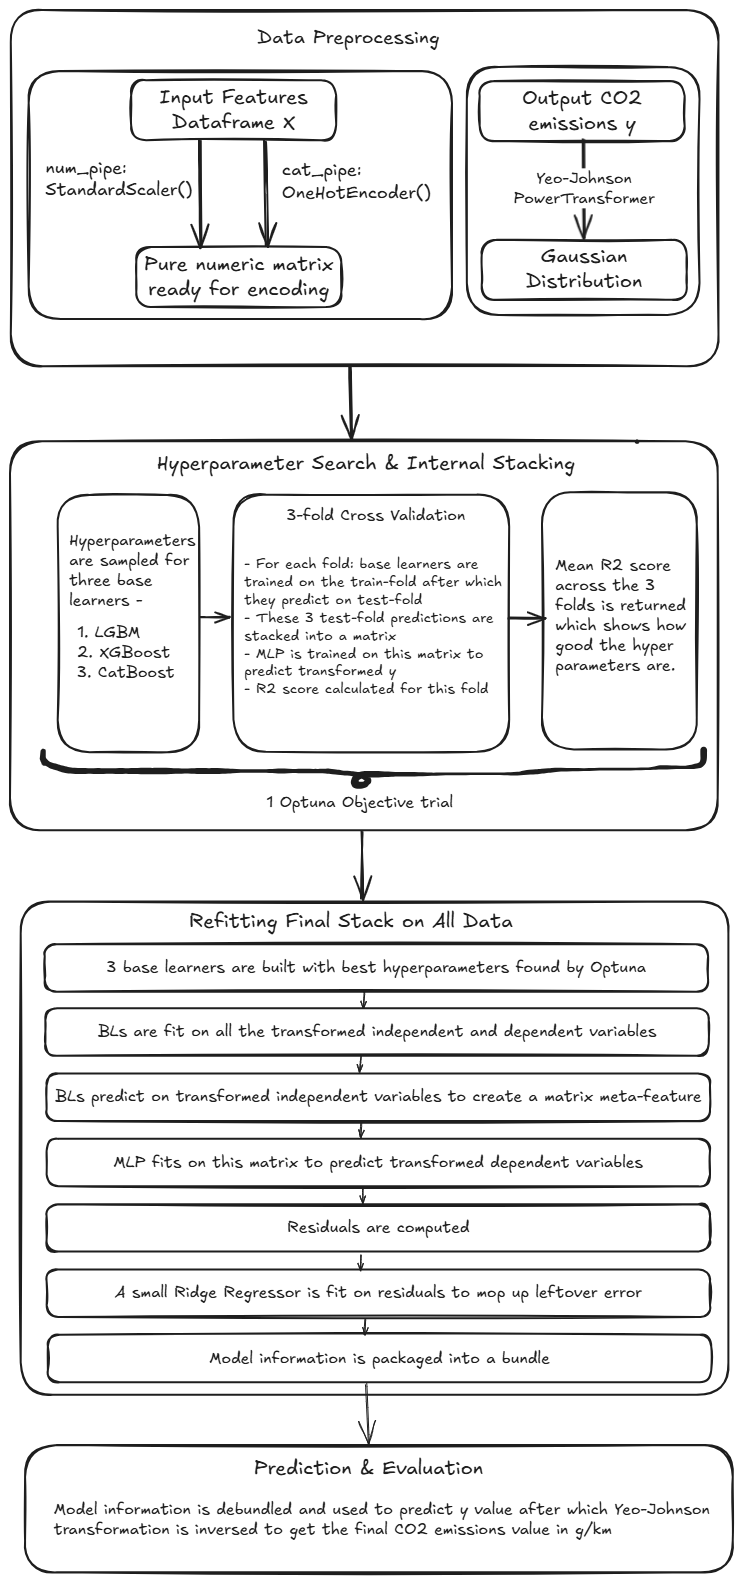 Data Preprocessing
Input Features
Dataframe X
num_pipe:
StandardScaler()
cat_pipe:
OneHotEncoder()
Pure numeric matrix
ready for encoding
Output CO2
emissions y
Yeo-Johnson
PowerTransformer
Gaussian
Distribution
Hyperparameter Search & Internal Stacking
Hyperparameters
are sampled for
three base
learners -
1. LGBM
2. XGBoost
3. CatBoost
3-fold Cross Validation
- For each fold: base learners are
trained on the train-fold after which
they predict on test-fold
- These 3 test-fold predictions are
stacked into a matrix
- MLP is trained on this matrix to
predict transformed y
- R2 score calculated for this fold
Mean R2 score
across the 3
folds is returned
which shows how
good the hyper
parameters are.
1 Optuna Objective trial
Refitting Final Stack on All Data
3 base learners are built with best hyperparameters found by Optuna
BLs are fit on all the transformed independent and dependent variables
BLs predict on transformed independent variables to create a matrix meta-feature
MLP fits on this matrix to predict transformed dependent variables
Residuals are computed
A small Ridge Regressor is fit on residuals to mop up leftover error
Model information is packaged into a bundle
Prediction & Evaluation
Model information is debundled and used to predict y value after which Yeo-Johnson
transformation is inversed to get the final CO2 emissions value in g/km